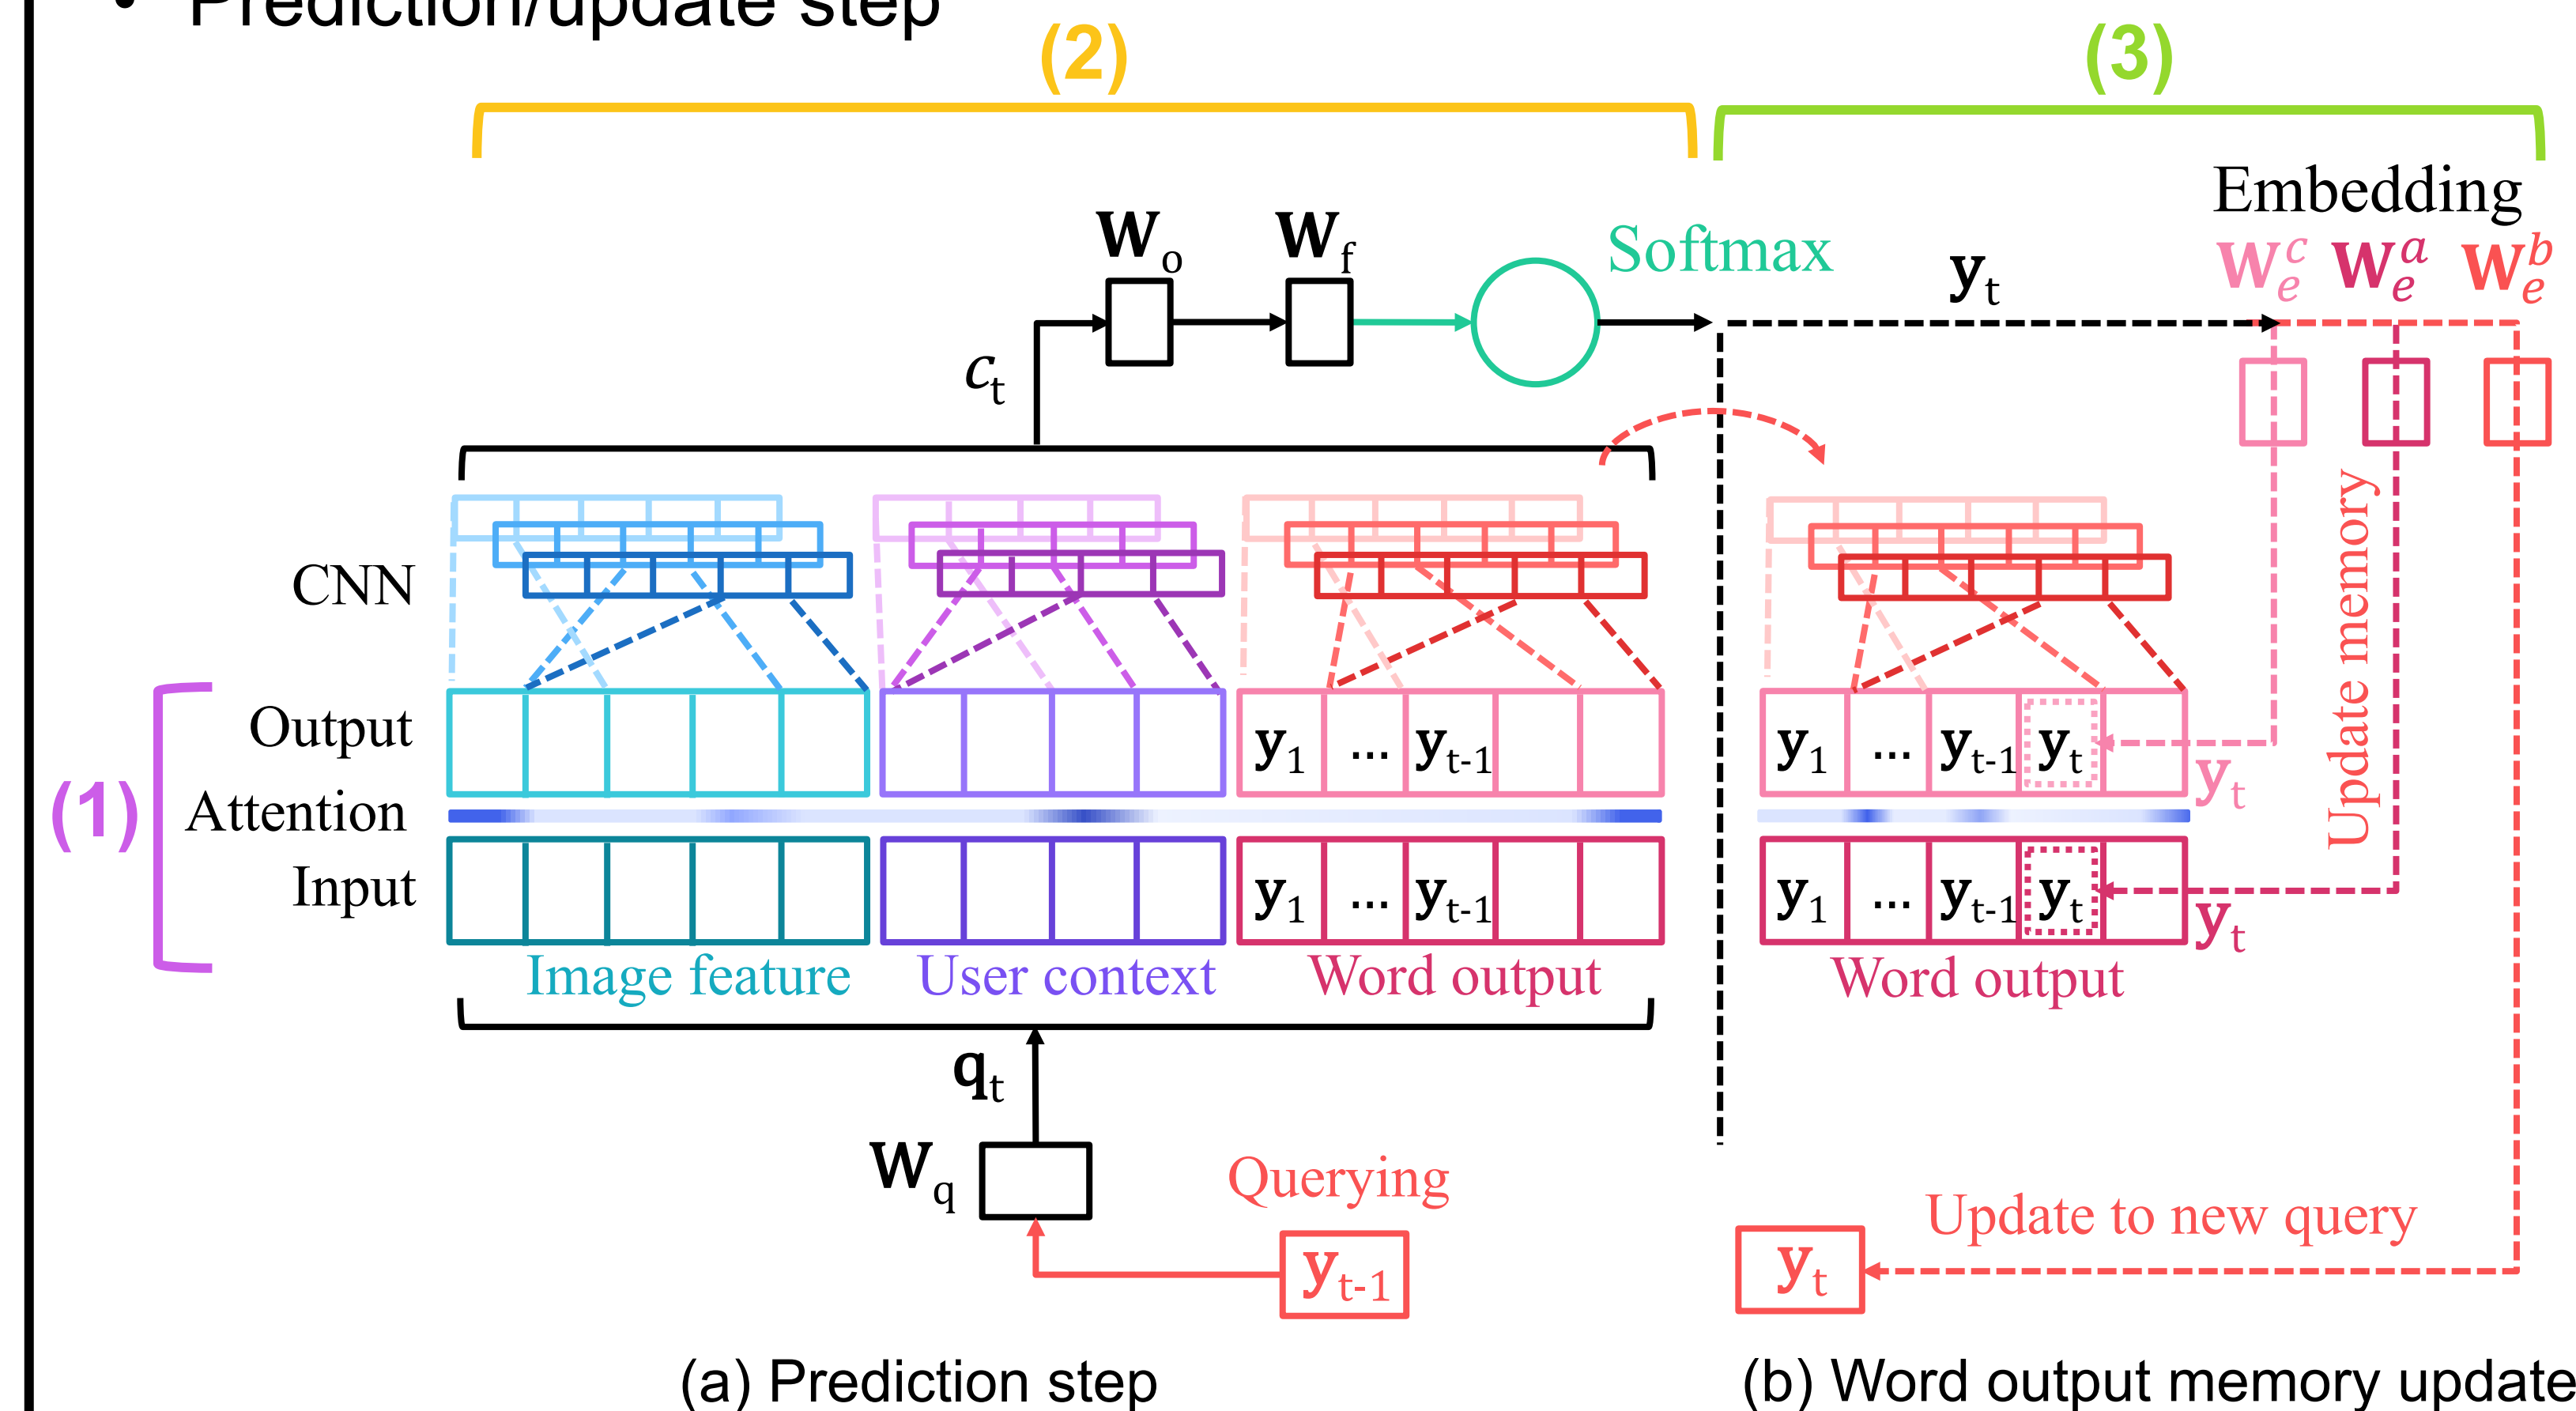 • Prediction/update step
(2)
(3)
Embedding
W_o
W_f
Softmax
y_t
W_e^c W_e^a W_e^b
c_t
CNN
Update memory
(1)
Output
y_1 ... y_t-1
y_1 ... y_t-1 y_t
y_t
Attention
Input
y_1 ... y_t-1
y_1 ... y_t-1 y_t
y_t
Image feature
User context
Word output
Word output
q_t
W_q
Querying
y_t-1
Update to new query
y_t
(a) Prediction step
(b) Word output memory update